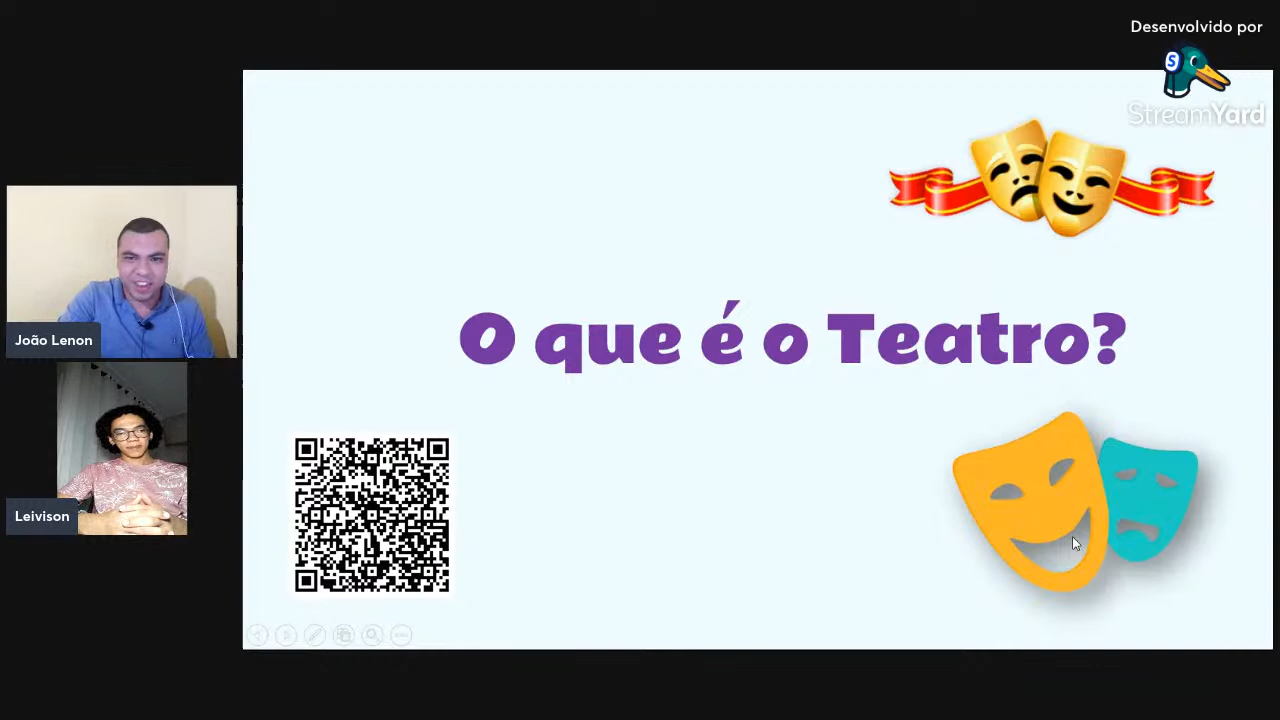 Desenvolvido por
StreamYard
O que é o Teatro?
João Lenon
Leivison